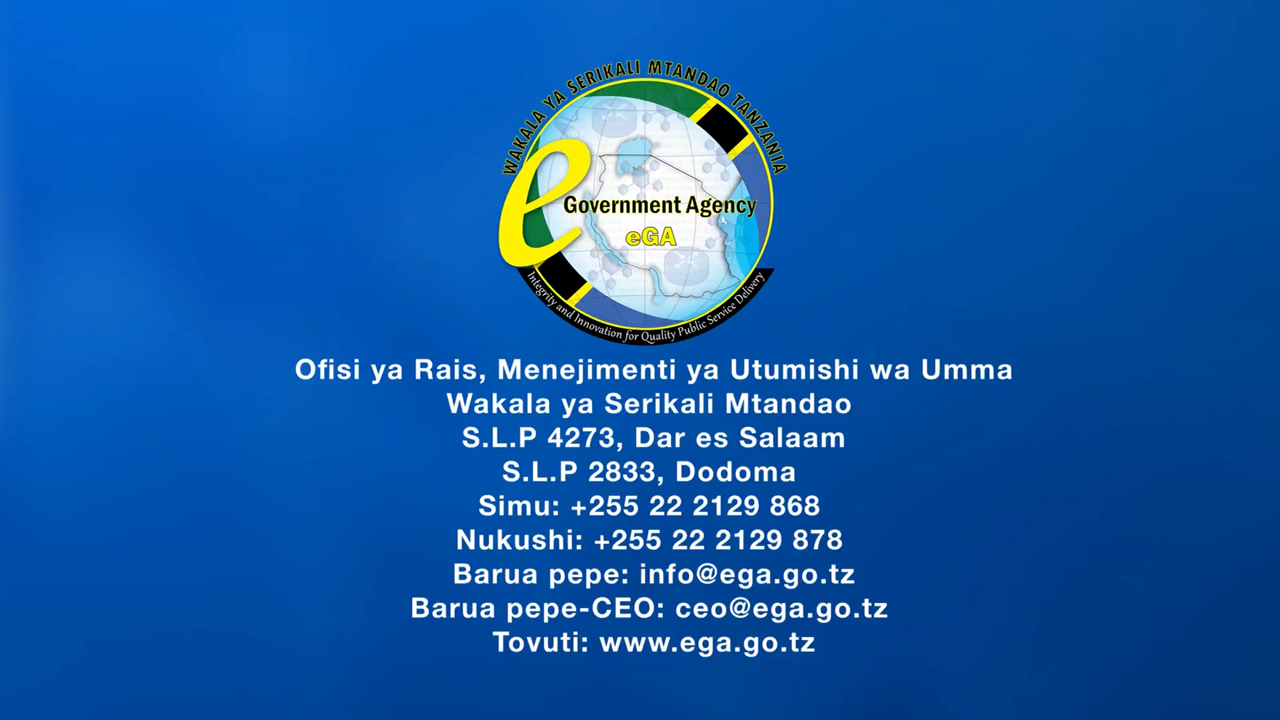 WAKALA YA SERIKALI MTANDAO TANZANIA
e
Government Agency
eGA
Integrity and Innovation for Quality Public Service Delivery
Ofisi ya Rais, Menejimenti ya Utumishi wa Umma
Wakala ya Serikali Mtandao
S.L.P 4273, Dar es Salaam
S.L.P 2833, Dodoma
Simu: +255 22 2129 868
Nukushi: +255 22 2129 878
Barua pepe: info@ega.go.tz
Barua pepe-CEO: ceo@ega.go.tz
Tovuti: www.ega.go.tz